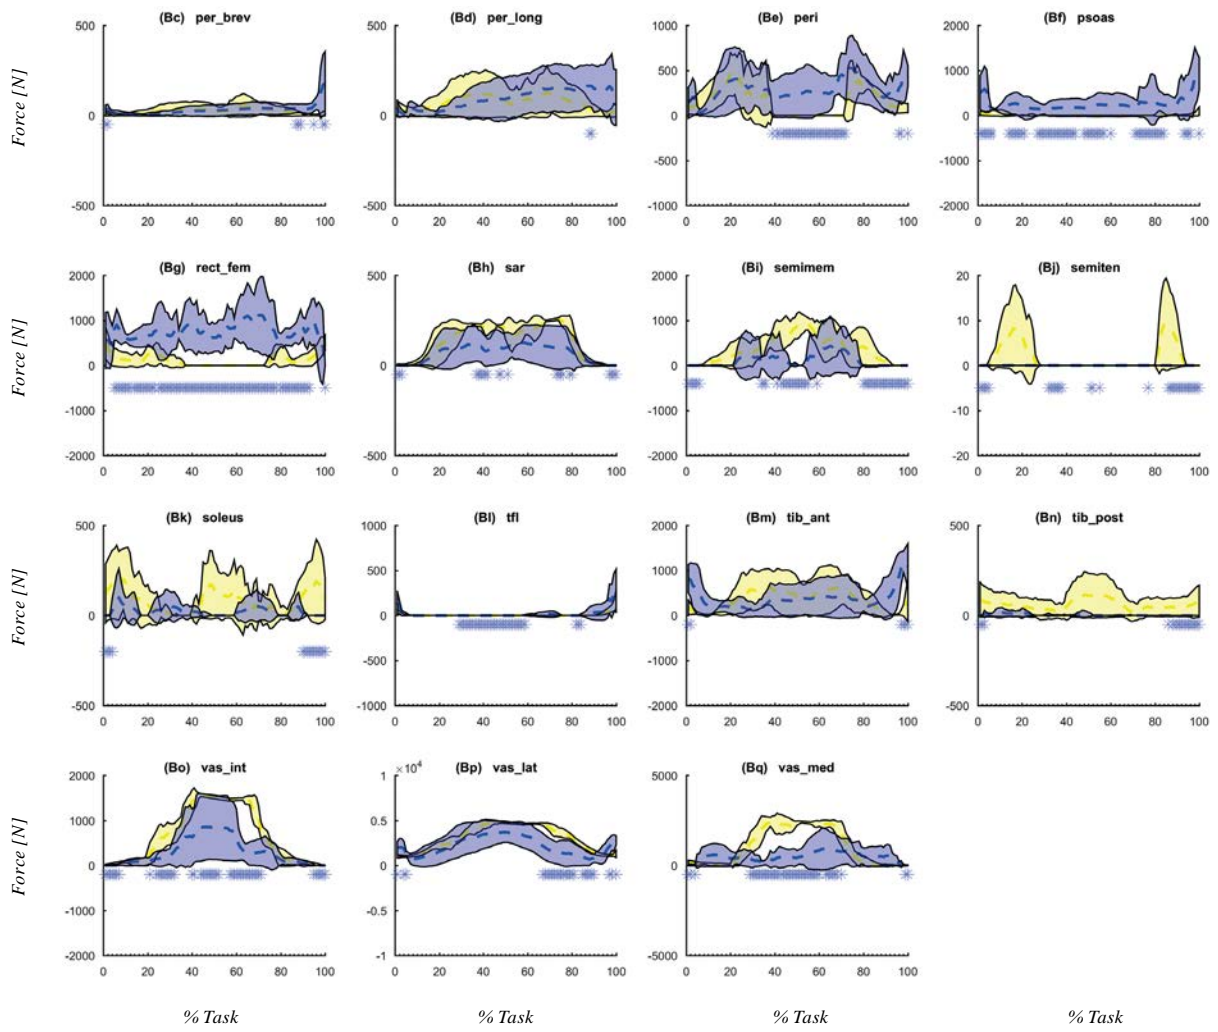 (Bc) per_brev (Bd) per_long (Be) peri (Bf) psoas
500 500 1000 2000
500 1000
Force [N] 0 0 0 0
-500 -1000
-500 -500 -1000 -2000
0 20 40 60 80 100 0 20 40 60 80 100 0 20 40 60 80 100 0 20 40 60 80 100
(Bg) rect_fem (Bh) sar (Bi) semimem (Bj) semiten
2000 500 2000 20
1000 1000 10
Force [N] 0 0 0 0
-1000 -1000 -10
-2000 -500 -2000 -20
0 20 40 60 80 100 0 20 40 60 80 100 0 20 40 60 80 100 0 20 40 60 80 100
(Bk) soleus (Bl) tfl (Bm) tib_ant (Bn) tib_post
500 1000 2000 500
500 1000
Force [N] 0 0 0 0
-500 -1000
-500 -1000 -2000 -500
0 20 40 60 80 100 0 20 40 60 80 100 0 20 40 60 80 100 0 20 40 60 80 100
(Bo) vas_int (Bp) vas_lat (Bq) vas_med
×10⁴
2000 1 5000
1000 0.5
Force [N] 0 0 0
-1000 -0.5
-2000 -1 -5000
0 20 40 60 80 100 0 20 40 60 80 100 0 20 40 60 80 100
% Task % Task % Task % Task